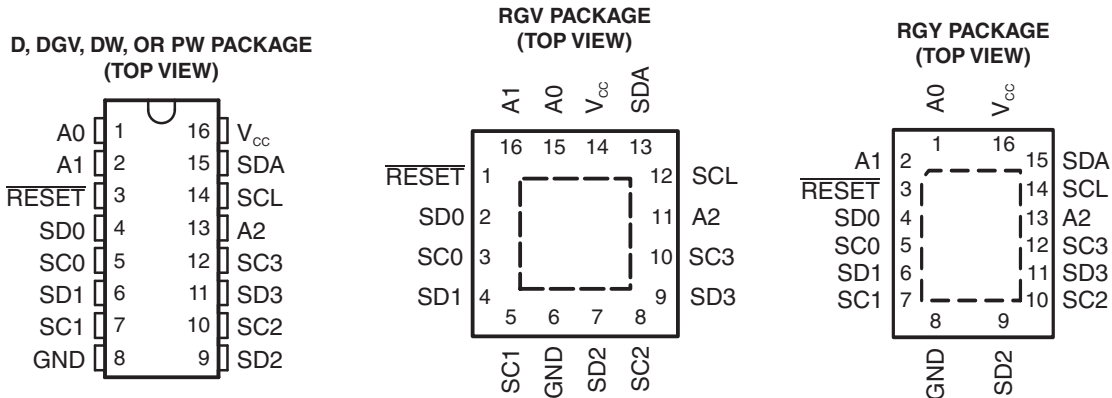 D, DGV, DW, OR PW PACKAGE
(TOP VIEW)
A0 1 16 VCC
A1 2 15 SDA
RESET 3 14 SCL
SD0 4 13 A2
SC0 5 12 SC3
SD1 6 11 SD3
SC1 7 10 SC2
GND 8 9 SD2
RGV PACKAGE
(TOP VIEW)
A1 A0 VCC SDA
16 15 14 13
RESET 1 12 SCL
SD0 2 11 A2
SC0 3 10 SC3
SD1 4 9 SD3
5 6 7 8
SC1 GND SD2 SC2
RGY PACKAGE
(TOP VIEW)
A0 VCC
1 16
A1 2 15 SDA
RESET 3 14 SCL
SD0 4 13 A2
SC0 5 12 SC3
SD1 6 11 SD3
SC1 7 10 SC2
8 9
GND SD2